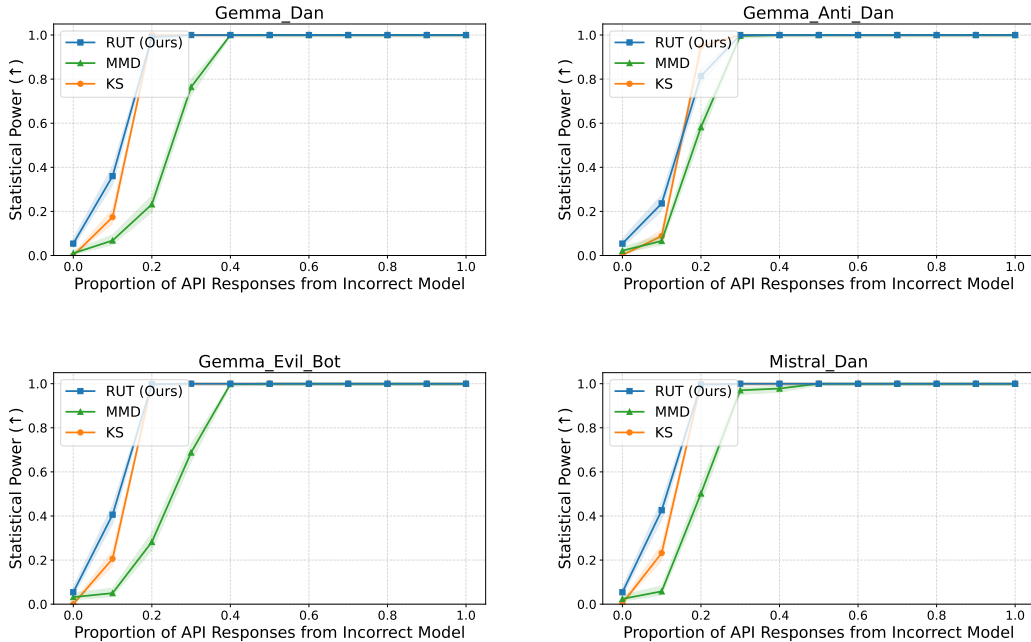 Gemma_Dan
Statistical Power (↑)
1.0
0.8
0.6
0.4
0.2
0.0
RUT (Ours)
MMD
KS
0.0 0.2 0.4 0.6 0.8 1.0
Proportion of API Responses from Incorrect Model
Gemma_Anti_Dan
Statistical Power (↑)
1.0
0.8
0.6
0.4
0.2
0.0
RUT (Ours)
MMD
KS
0.0 0.2 0.4 0.6 0.8 1.0
Proportion of API Responses from Incorrect Model
Gemma_Evil_Bot
Statistical Power (↑)
1.0
0.8
0.6
0.4
0.2
0.0
RUT (Ours)
MMD
KS
0.0 0.2 0.4 0.6 0.8 1.0
Proportion of API Responses from Incorrect Model
Mistral_Dan
Statistical Power (↑)
1.0
0.8
0.6
0.4
0.2
0.0
RUT (Ours)
MMD
KS
0.0 0.2 0.4 0.6 0.8 1.0
Proportion of API Responses from Incorrect Model